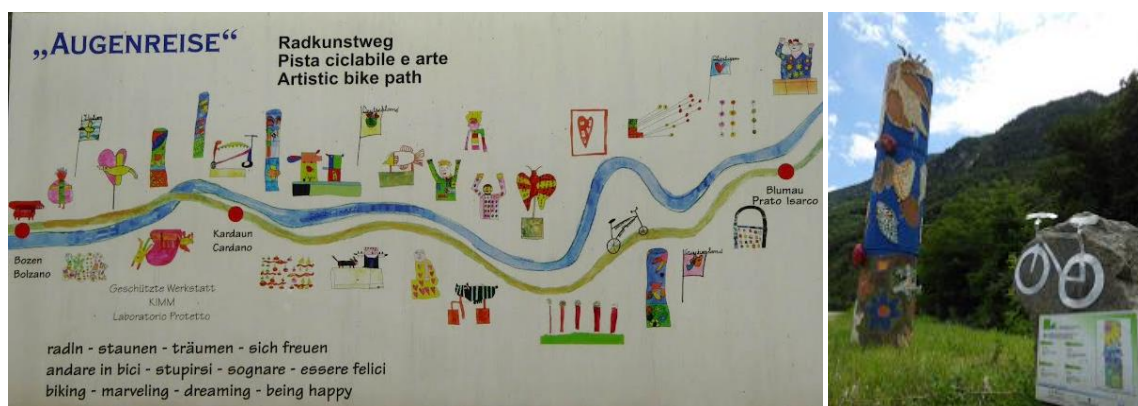 „AUGENREISE“
Radkunstweg
Pista ciclabile e arte
Artistic bike path
Blumau
Prato Isarco
Kardaun
Cardano
Bozen
Bolzano
Geschützte Werkstatt
KIMM
Laboratorio Protetto
radln - staunen - träumen - sich freuen
andare in bici - stupirsi - sognare - essere felici
biking - marveling - dreaming - being happy